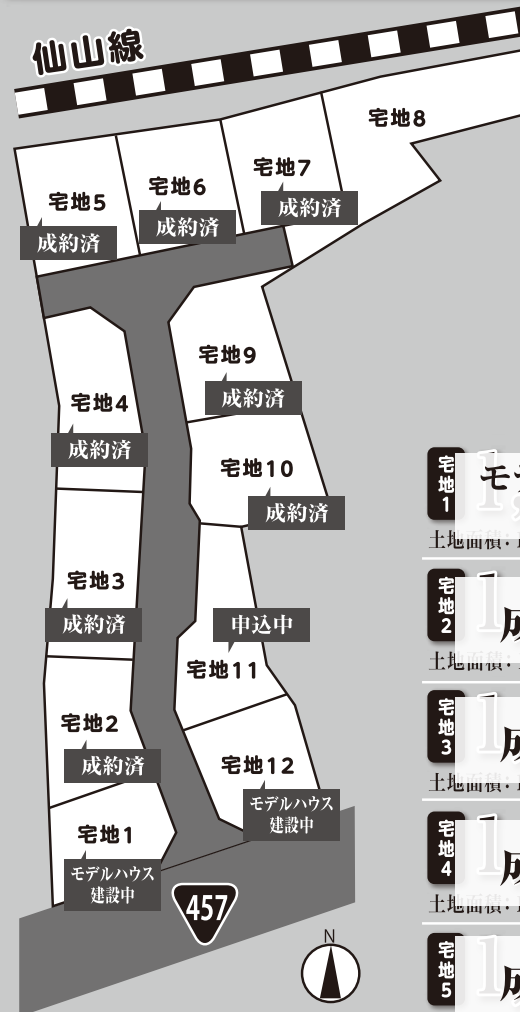 仙山線
宅地8
宅地7
成約済
宅地6
成約済
宅地5
成約済
宅地9
成約済
宅地4
成約済
宅地10
成約済
宅地3
成約済
申込中
宅地11
宅地2
成約済
宅地12
モデルハウス
建設中
宅地1
モデルハウス
建設中
457
N
宅地1
モデ
土地面積:
宅地2
成
土地面積:
宅地3
成
土地面積:
宅地4
成
土地面積:
宅地5
成